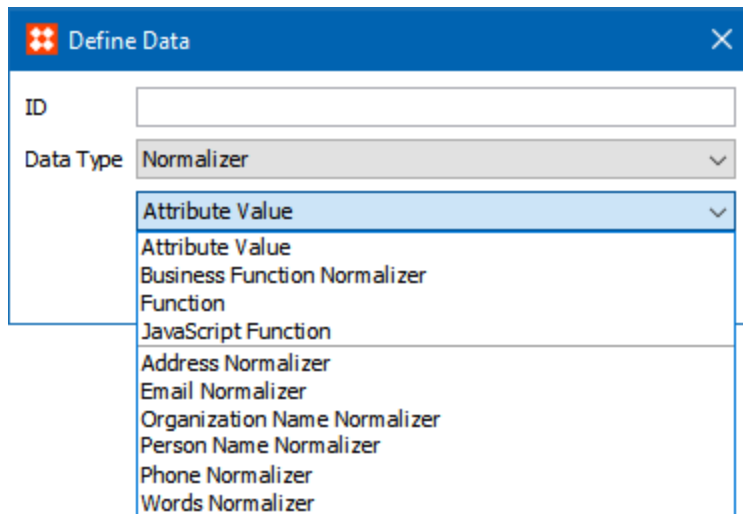 Define Data
ID
Data Type Normalizer
Attribute Value
Attribute Value
Business Function Normalizer
Function
JavaScript Function
Address Normalizer
Email Normalizer
Organization Name Normalizer
Person Name Normalizer
Phone Normalizer
Words Normalizer